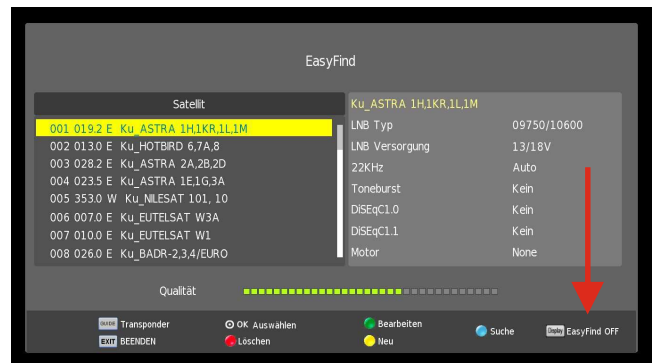 EasyFind
Satellit
001 019.2 E Ku_ASTRA 1H,1KR,1L,1M
002 013.0 E Ku_HOTBIRD 6,7A,8
003 028.2 E Ku_ASTRA 2A,2B,2D
004 023.5 E Ku_ASTRA 1E,1G,3A
005 353.0 W Ku_NILESAT 101, 10
006 007.0 E Ku_EUTELSAT W3A
007 010.0 E Ku_EUTELSAT W1
008 026.0 E Ku_BADR-2,3,4/EURO
Ku_ASTRA 1H,1KR,1L,1M
LNB Typ 09750/10600
LNB Versorgung 13/18V
22KHz Auto
Toneburst Kein
DiSEqC1.0 Kein
DiSEqC1.1 Kein
Motor None
Qualität
GUIDE Transponder OK Auswählen Bearbeiten Suche Display EasyFind OFF
EXIT BEENDEN Löschen Neu